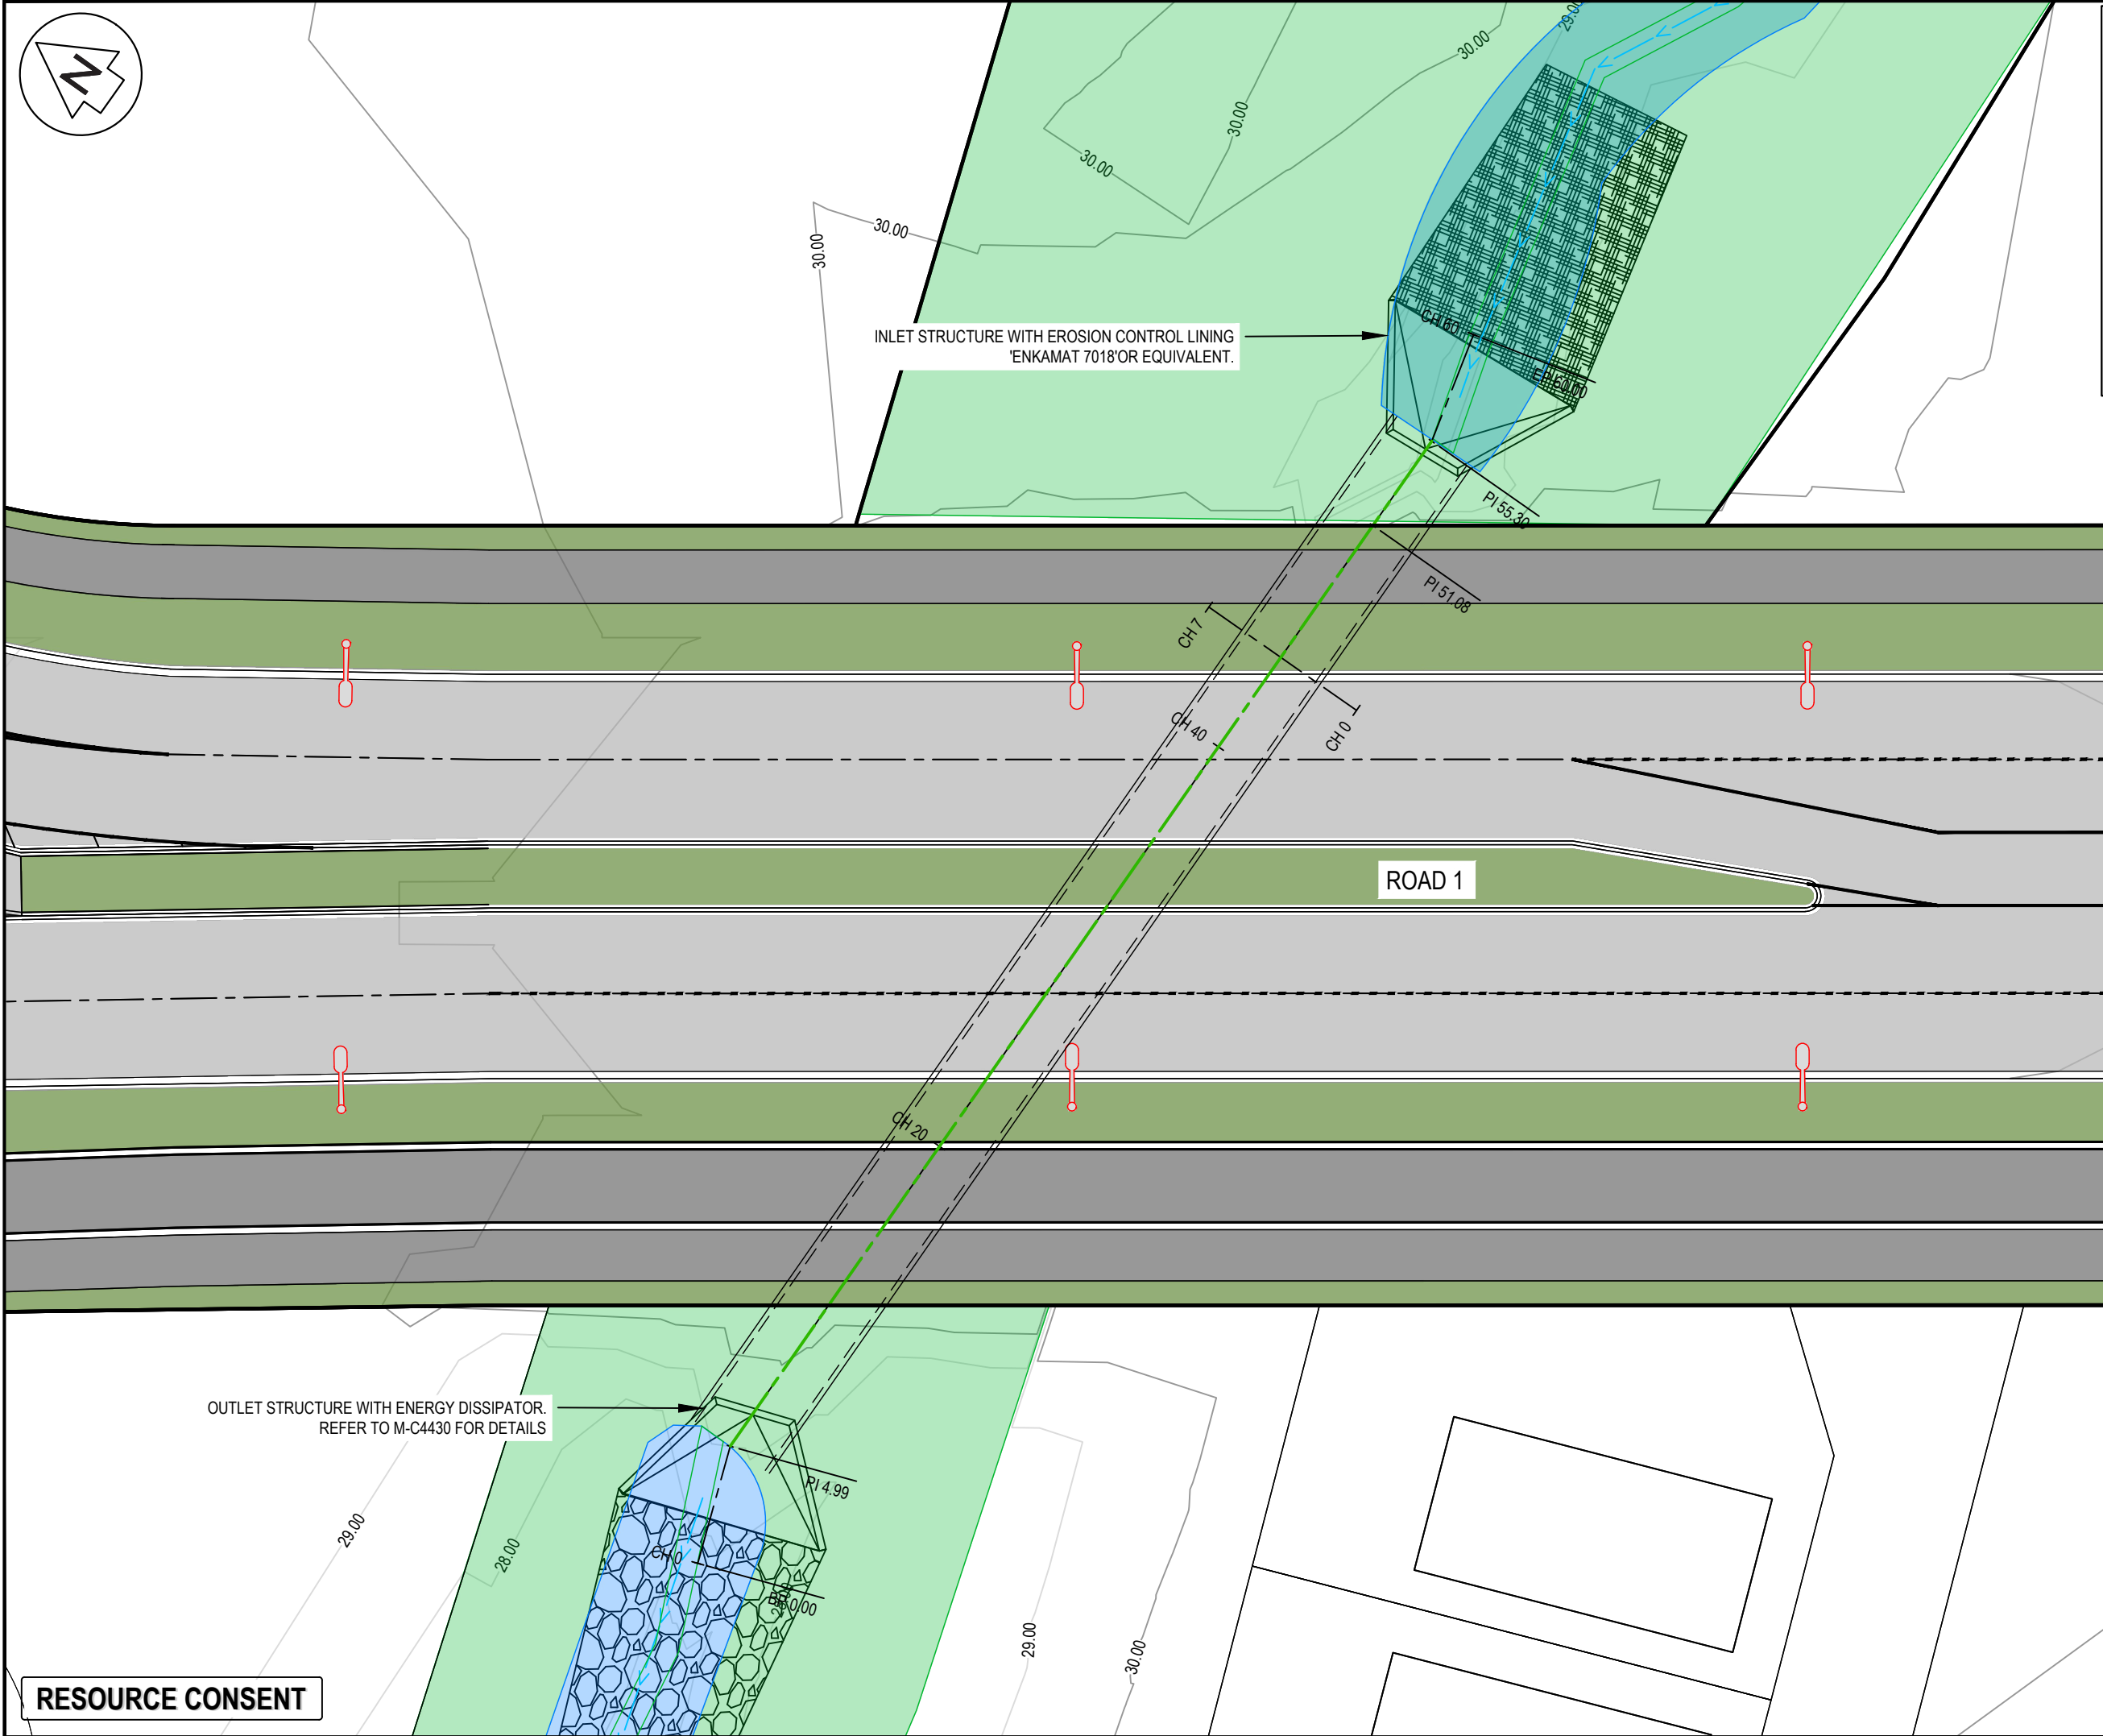 N
29.00
30.00
30.00
30.00
30.00
30.00
INLET STRUCTURE WITH EROSION CONTROL LINING
'ENKAMAT 7018'OR EQUIVALENT.
CH 60
EP 60.00
PI 55.30
PI 51.08
CH 7
CH 40
CH 0
ROAD 1
CH 20
OUTLET STRUCTURE WITH ENERGY DISSIPATOR.
REFER TO M-C4430 FOR DETAILS
PI 4.99
29.00
28.00
CH 0
0.00
29.00
30.00
RESOURCE CONSENT